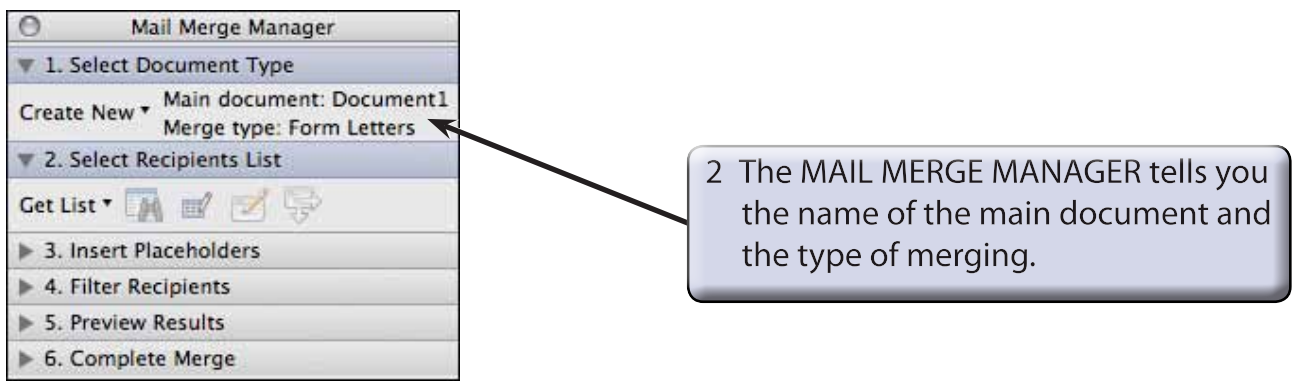 Mail Merge Manager
1. Select Document Type
Create New
Main document: Document1
Merge type: Form Letters
2. Select Recipients List
Get List
3. Insert Placeholders
4. Filter Recipients
5. Preview Results
6. Complete Merge
2 The MAIL MERGE MANAGER tells you
the name of the main document and
the type of merging.